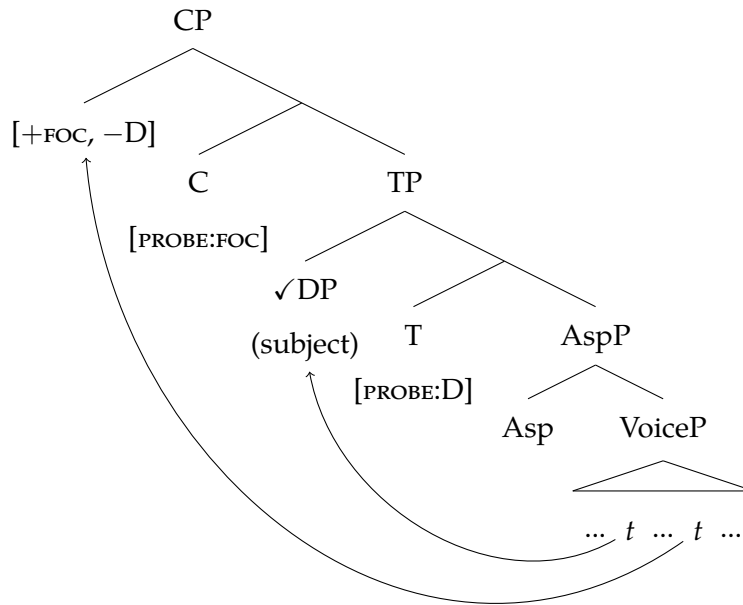 CP
[+FOC, −D]
C
TP
[PROBE:FOC]
✓DP
(subject)
T
AspP
[PROBE:D]
Asp
VoiceP
... t ... t ...